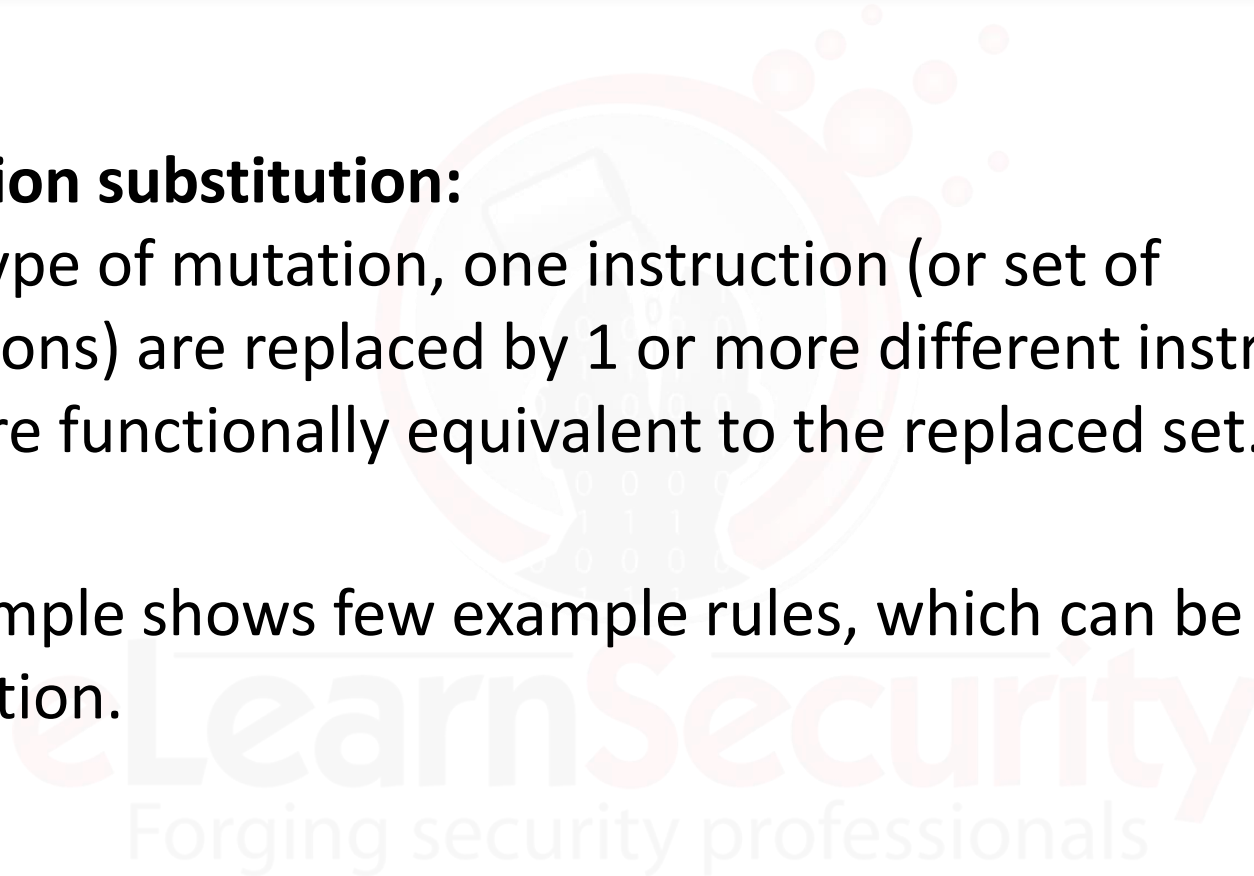 ion substitution:
ype of mutation, one instruction (or set of
ons) are replaced by 1 or more different instr
re functionally equivalent to the replaced set.
mple shows few example rules, which can be
tion.
eLearnSecurity
Forging security professionals